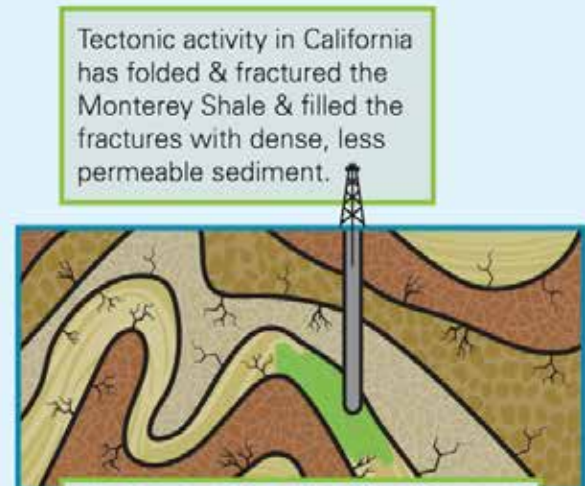 Tectonic activity in California
has folded & fractured the
Monterey Shale & filled the
fractures with dense, less
permeable sediment.